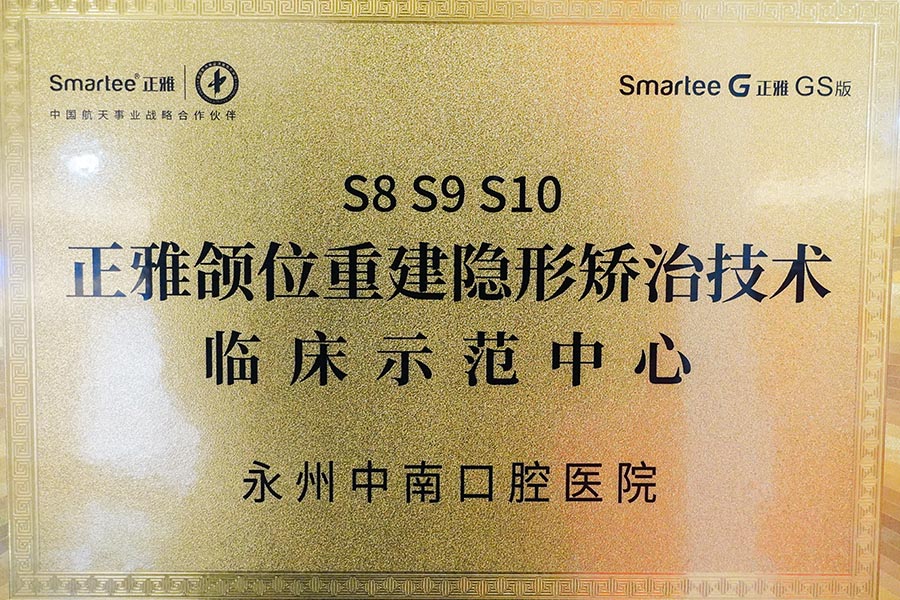 Smartee® 正雅
中国航天事业战略合作伙伴
Smartee G 正雅 GS版
S8 S9 S10
正雅颌位重建隐形矫治技术
临床示范中心
永州中南口腔医院